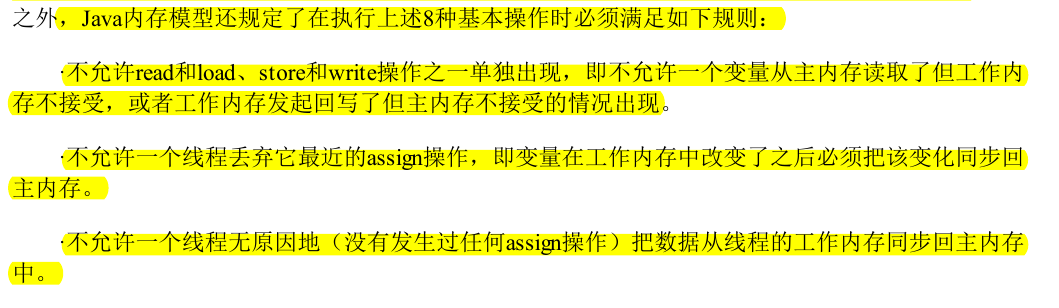 之外，Java内存模型还规定了在执行上述8种基本操作时必须满足如下规则：
·不允许read和load、store和write操作之一单独出现，即不允许一个变量从主内存读取了但工作内
存不接受，或者工作内存发起回写了但主内存不接受的情况出现。
·不允许一个线程丢弃它最近的assign操作，即变量在工作内存中改变了之后必须把该变化同步回
主内存。
·不允许一个线程无原因地（没有发生过任何assign操作）把数据从线程的工作内存同步回主内存
中。